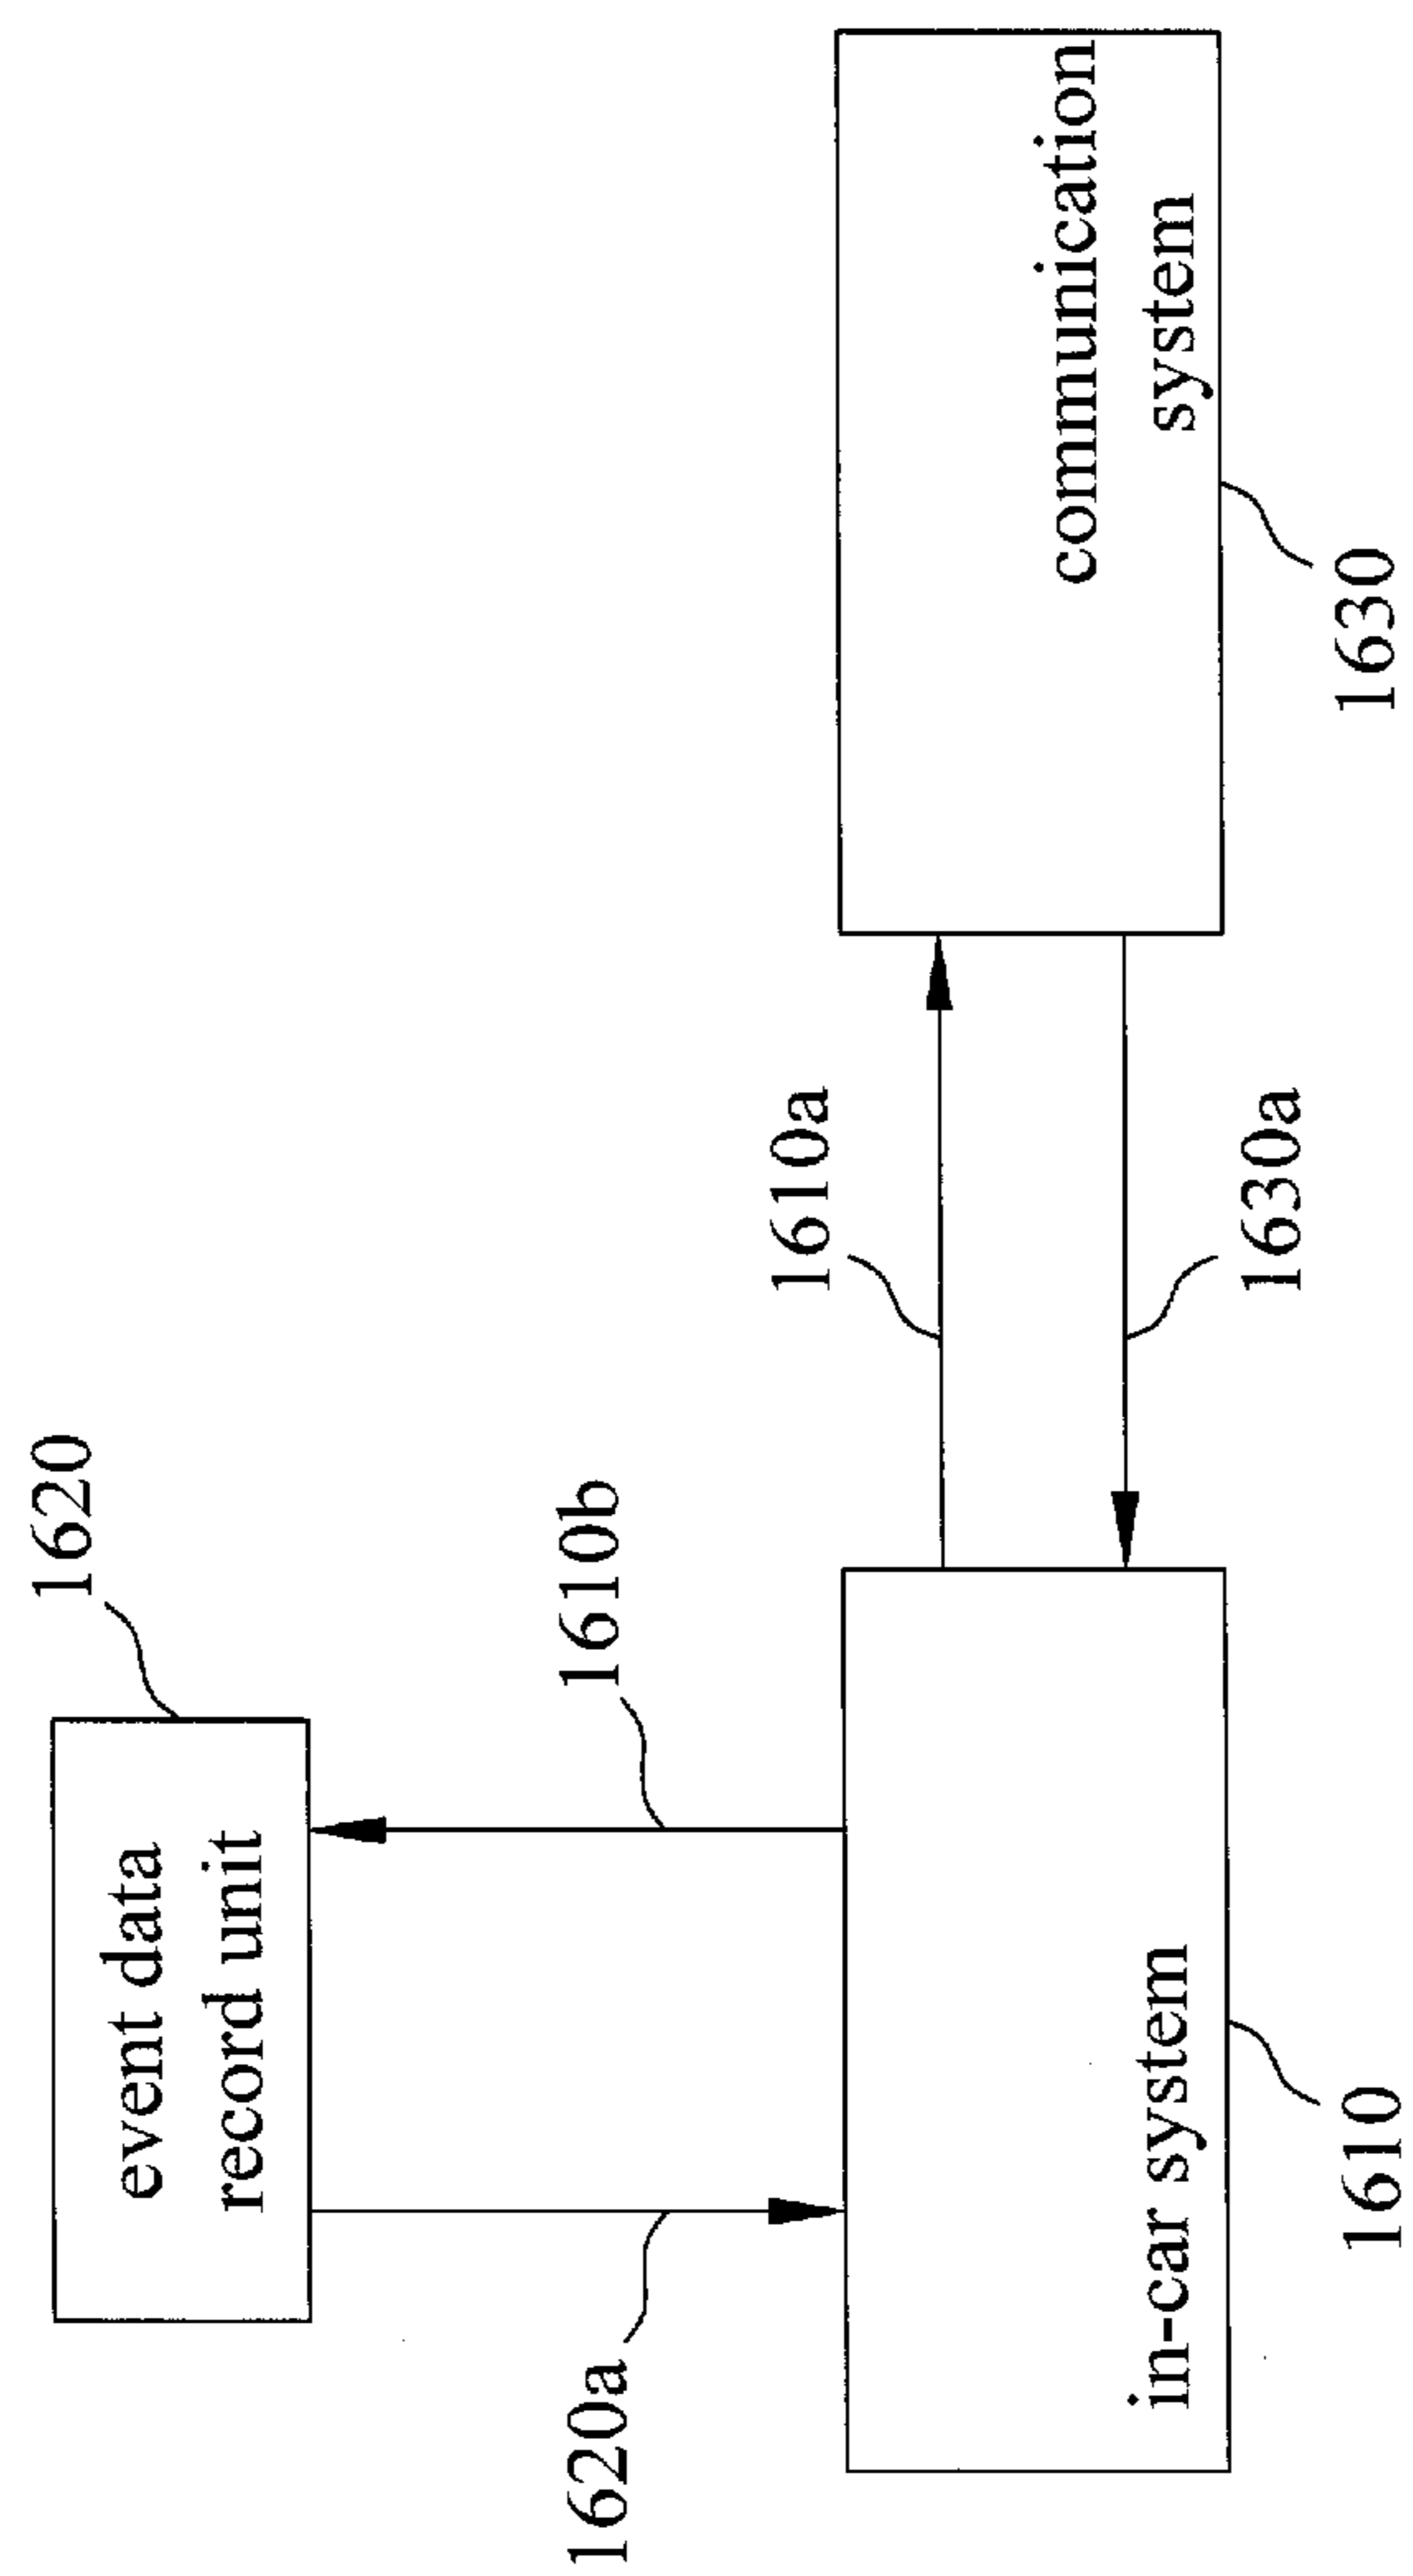 1620
event data
record unit
1620a
1610b
1610a
communication
system
in-car system
1630a
1610
1630